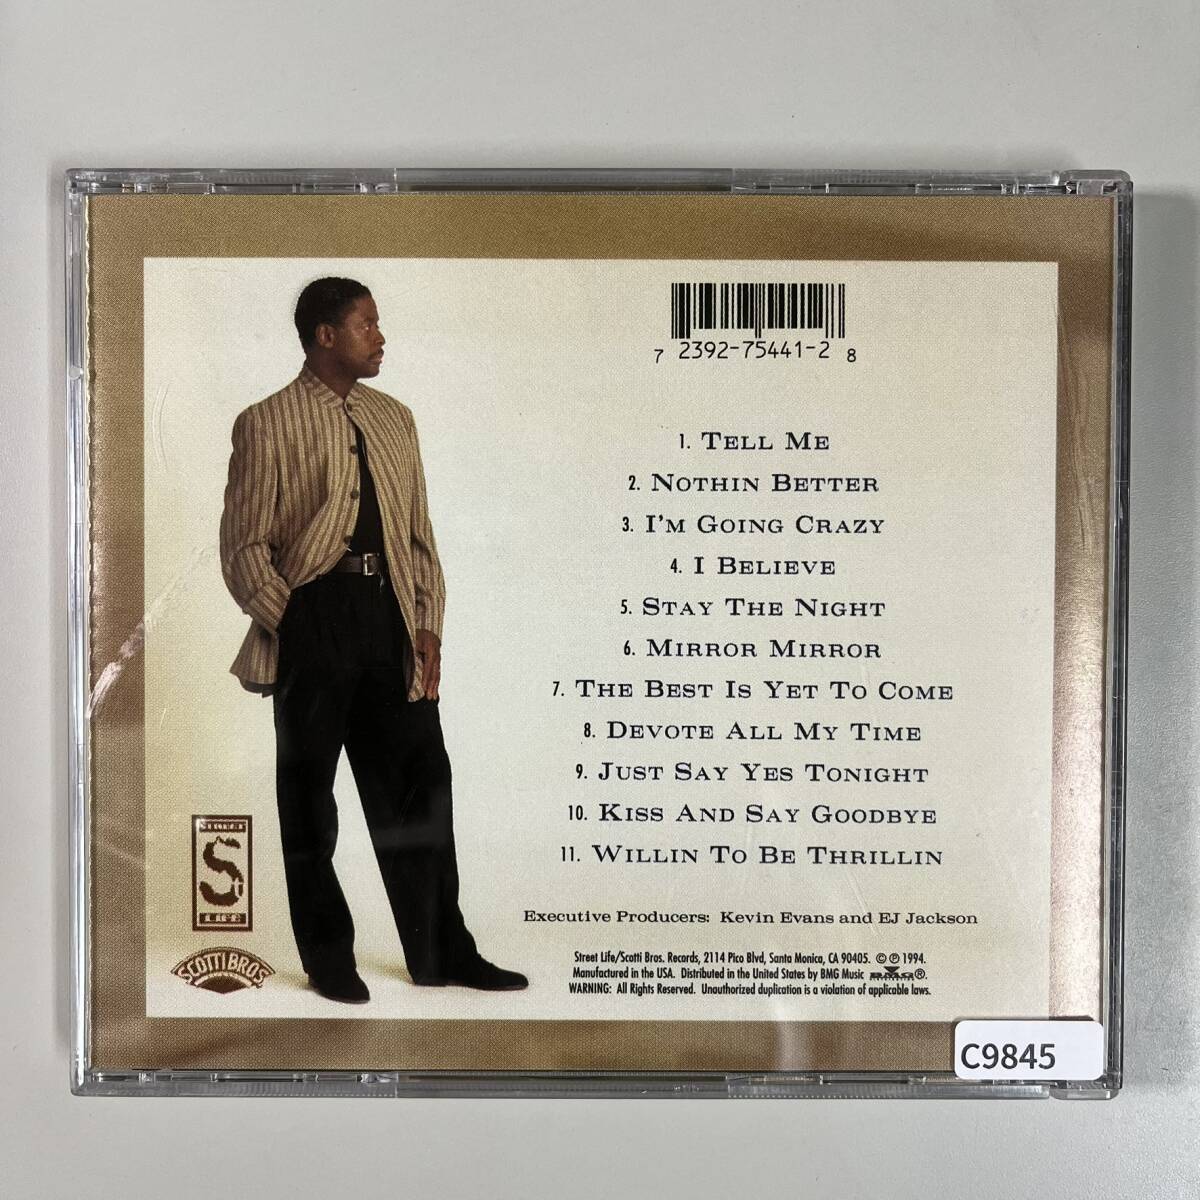 7 2392-75441-2 8
1. TELL ME
2. NOTHIN BETTER
3. I'M GOING CRAZY
4. I BELIEVE
5. STAY THE NIGHT
6. MIRROR MIRROR
7. THE BEST IS YET TO COME
8. DEVOTE ALL MY TIME
9. JUST SAY YES TONIGHT
10. KISS AND SAY GOODBYE
11. WILLIN TO BE THRILLIN
STREET
St
LIFE
SCOTTI BROS.
Executive Producers: Kevin Evans and EJ Jackson
Street Life/Scotti Bros. Records, 2114 Pico Blvd, Santa Monica, CA 90405. © ℗ 1994.
Manufactured in the USA. Distributed in the United States by BMG Music BMG®.
WARNING: All Rights Reserved. Unauthorized duplication is a violation of applicable laws.
C9845